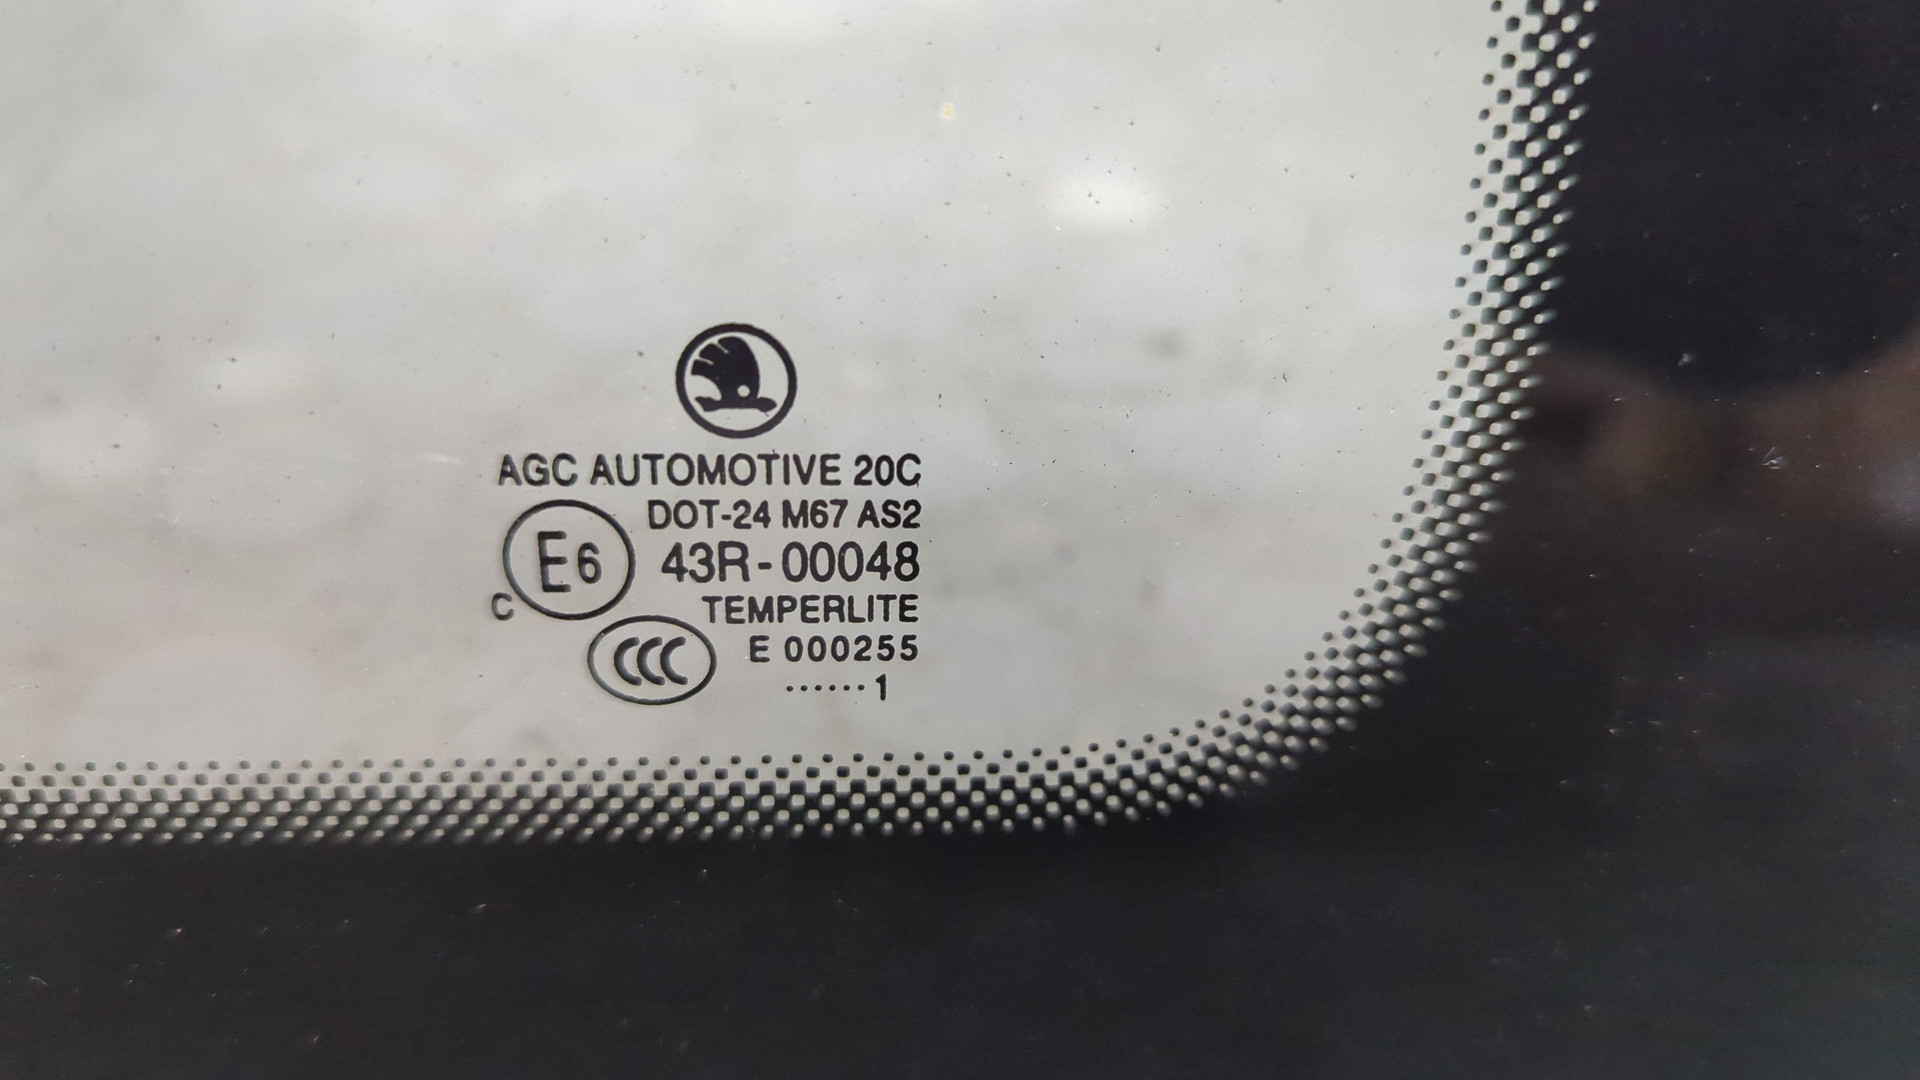 AGC AUTOMOTIVE 20C
DOT-24 M67 AS2
E6 43R-00048
C TEMPERLITE
CCC E 000255
······1